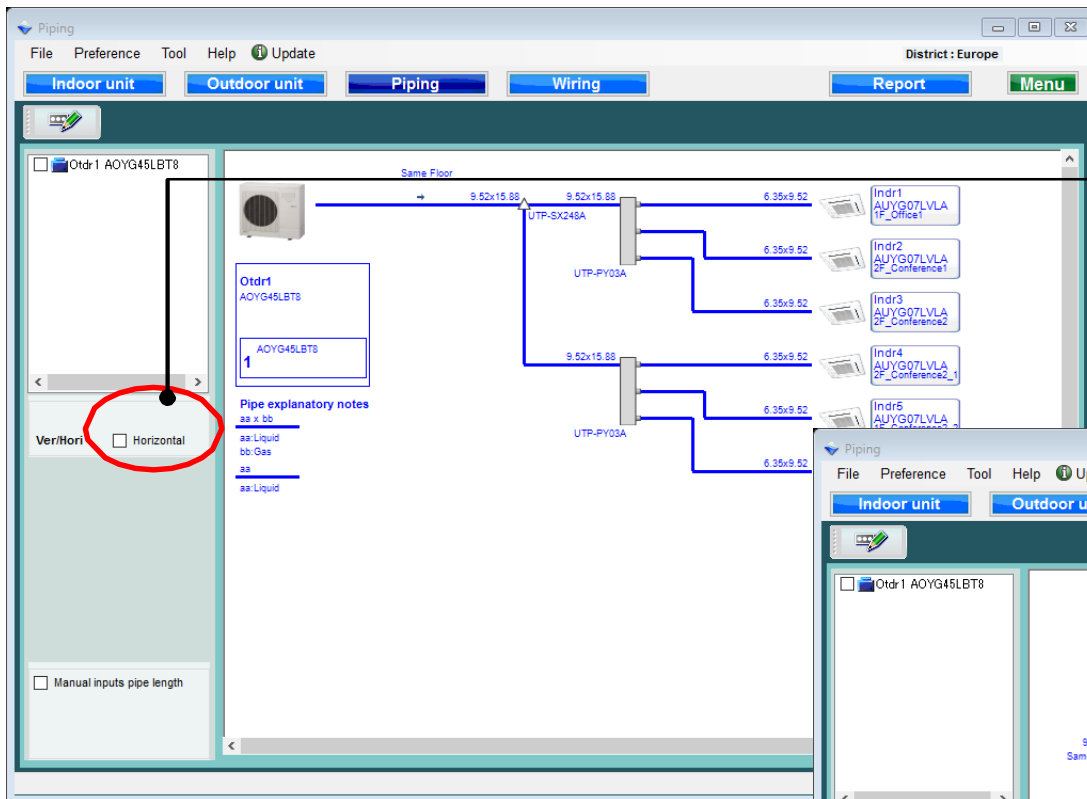 Piping
File Preference Tool Help Update
District : Europe
Indoor unit Outdoor unit Piping Wiring Report Menu
Otdr1 AOYG45LBT8
Ver/Hori Horizontal
Manual inputs pipe length
Same Floor
9.52x15.88 9.52x15.88 6.35x9.52
UTP-SX248A
UTP-PY03A
Indr1
AUYG07LVLA
1F_Office1
6.35x9.52
Indr2
AUYG07LVLA
2F_Conference1
6.35x9.52
Indr3
AUYG07LVLA
2F_Conference2
9.52x15.88 6.35x9.52
Indr4
AUYG07LVLA
2F_Conference2_1
6.35x9.52
Indr5
AUYG07LVLA
UTP-PY03A
6.35x9.52
Otdr1
AOYG45LBT8
AOYG45LBT8
1
Pipe explanatory notes
aa x bb
aa:Liquid
bb:Gas
aa
aa:Liquid
Piping
File Preference Tool Help
Indoor unit Outdoor u
Otdr1 AOYG45LBT8
9
Sam